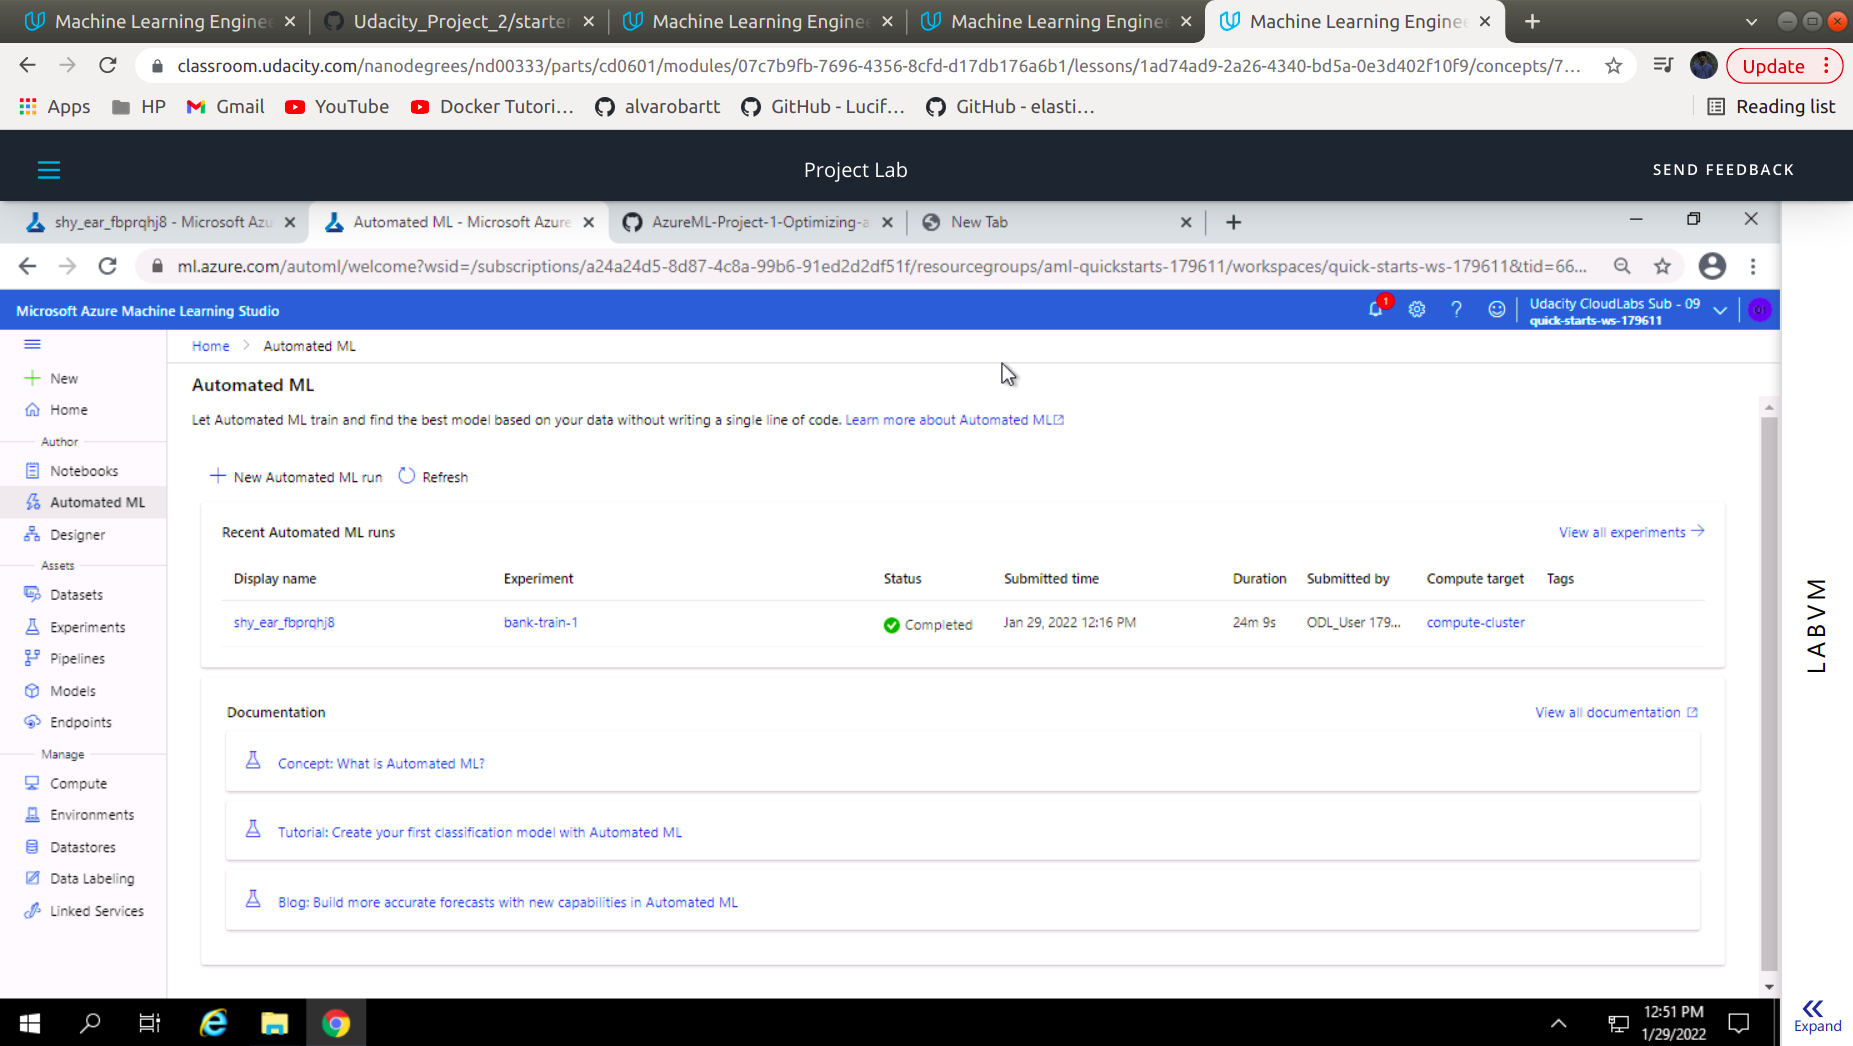 Machine Learning Enginee
Udacity_Project_2/starter
Machine Learning Enginee
Machine Learning Enginee
Machine Learning Enginee
classroom.udacity.com/nanodegrees/nd00333/parts/cd0601/modules/07c7b9fb-7696-4356-8cfd-d17db176a6b1/lessons/1ad74ad9-2a26-4340-bd5a-0e3d402f10f9/concepts/7...
Update
Apps
HP
Gmail
YouTube
Docker Tutori...
alvarobartt
GitHub - Lucif...
GitHub - elasti...
Reading list
Project Lab
SEND FEEDBACK
shy_ear_fbprqhj8 - Microsoft Azu
Automated ML - Microsoft Azure
AzureML-Project-1-Optimizing-a
New Tab
ml.azure.com/automl/welcome?wsid=/subscriptions/a24a24d5-8d87-4c8a-99b6-91ed2d2df51f/resourcegroups/aml-quickstarts-179611/workspaces/quick-starts-ws-179611&tid=66...
Microsoft Azure Machine Learning Studio
1
Udacity CloudLabs Sub - 09
quick-starts-ws-179611
Home
Automated ML
New
Home
Author
Notebooks
Automated ML
Designer
Assets
Datasets
Experiments
Pipelines
Models
Endpoints
Manage
Compute
Environments
Datastores
Data Labeling
Linked Services
Automated ML
Let Automated ML train and find the best model based on your data without writing a single line of code. Learn more about Automated ML
New Automated ML run
Refresh
Recent Automated ML runs
View all experiments
Display name
Experiment
Status
Submitted time
Duration
Submitted by
Compute target
Tags
shy_ear_fbprqhj8
bank-train-1
Completed
Jan 29, 2022 12:16 PM
24m 9s
ODL_User 179...
compute-cluster
Documentation
View all documentation
Concept: What is Automated ML?
Tutorial: Create your first classification model with Automated ML
Blog: Build more accurate forecasts with new capabilities in Automated ML
LABVM
Expand
12:51 PM
1/29/2022